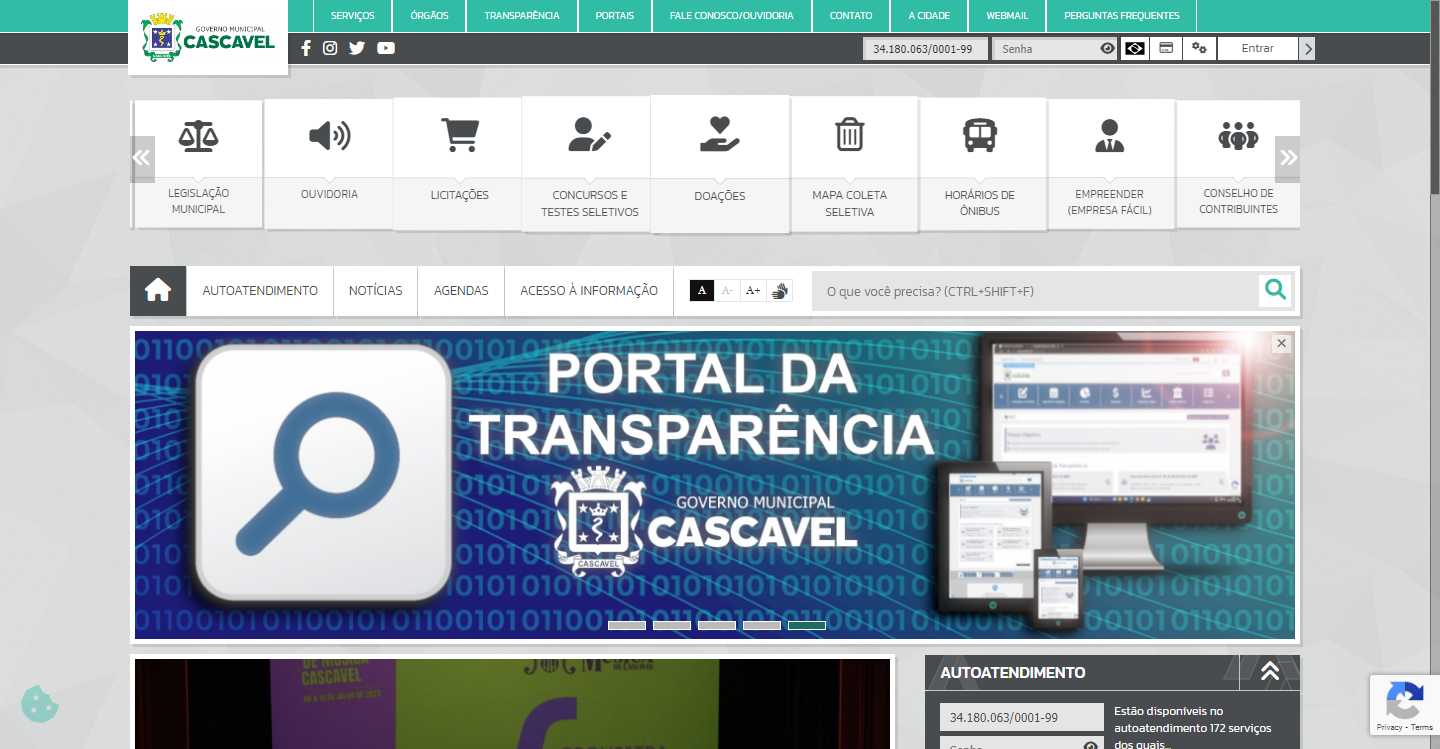 SERVIÇOS ÓRGÃOS TRANSPARÊNCIA PORTAIS FALE CONOSCO/OUVIDORIA CONTATO A CIDADE WEBMAIL PERGUNTAS FREQUENTES
GOVERNO MUNICIPAL
CASCAVEL
34.180.063/0001-99 Senha Entrar
LEGISLAÇÃO
MUNICIPAL
OUVIDORIA
LICITAÇÕES
CONCURSOS E
TESTES SELETIVOS
DOAÇÕES
MAPA COLETA
SELETIVA
HORÁRIOS DE
ÔNIBUS
EMPREENDER
(EMPRESA FÁCIL)
CONSELHO DE
CONTRIBUINTES
AUTOATENDIMENTO NOTÍCIAS AGENDAS ACESSO À INFORMAÇÃO A A- A+ O que você precisa? (CTRL+SHIFT+F)
PORTAL DA
TRANSPARÊNCIA
GOVERNO MUNICIPAL
CASCAVEL
CASCAVEL
DE MÚSICA
CASCAVEL
AUTOATENDIMENTO
34.180.063/0001-99
Senha
Estão disponíveis no
autoatendimento 172 serviços
dos quais...
Privacy - Terms